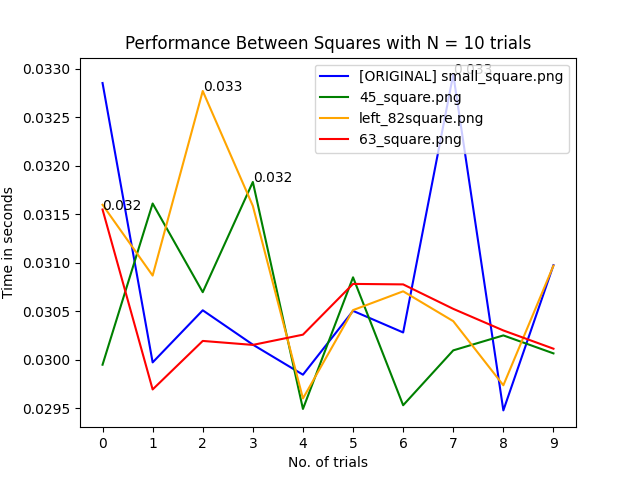 Performance Between Squares with N = 10 trials
0.033
[ORIGINAL] small_square.png
45_square.png
left_82square.png
63_square.png
0.033
0.032
0.032
0.0330
0.0325
0.0320
0.0315
0.0310
0.0305
0.0300
0.0295
Time in seconds
0 1 2 3 4 5 6 7 8 9
No. of trials